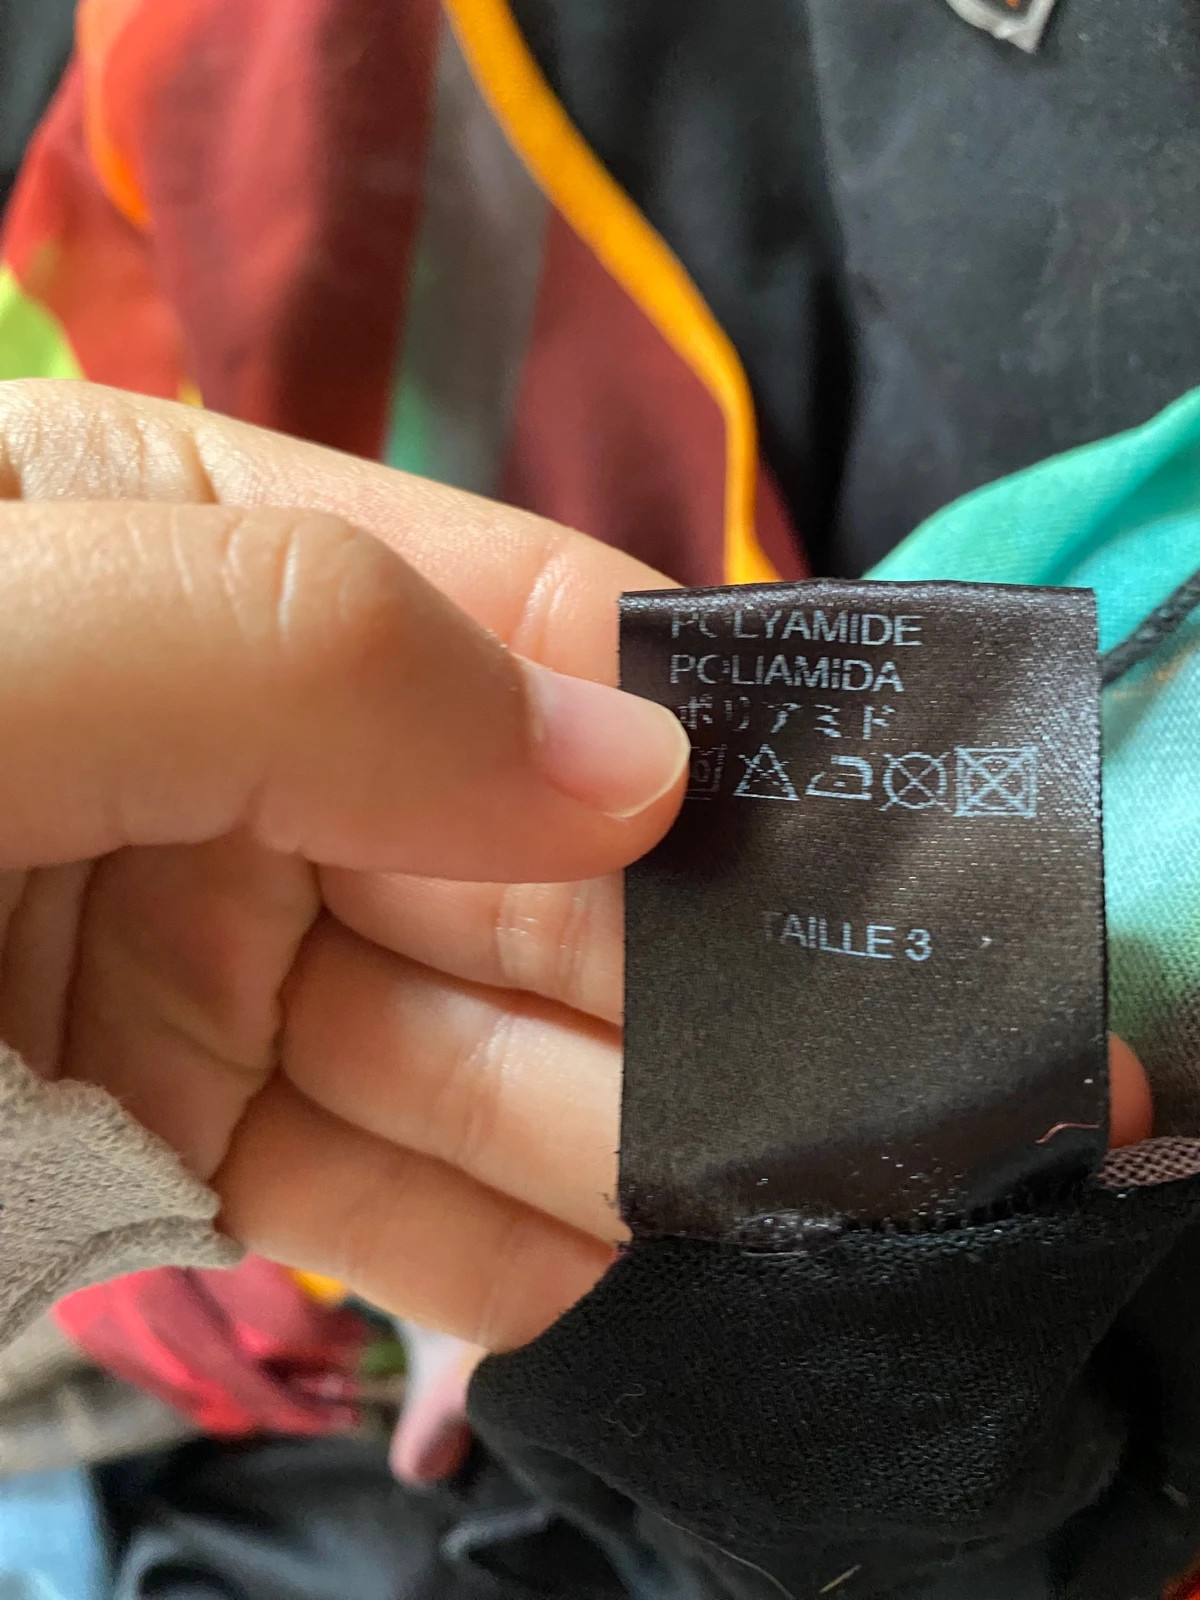 POLYAMIDE
POLIAMIDA
ポリアミド
TAILLE 3